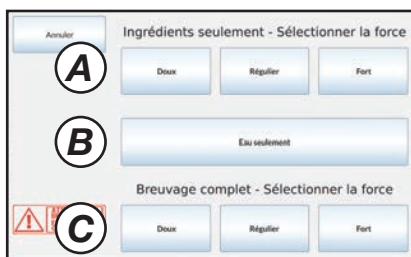 Annuler
Ingrédients seulement - Sélectionner la force
A
Doux Régulier Fort
B
Eau seulement
Breuvage complet - Sélectionner la force
C
Doux Régulier Fort